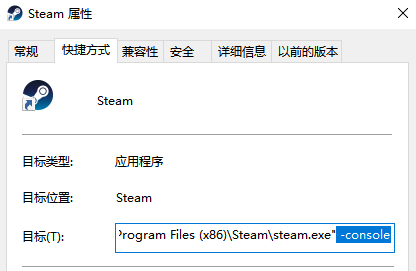 Steam 属性
常规 快捷方式 兼容性 安全 详细信息 以前的版本
Steam
目标类型: 应用程序
目标位置: Steam
目标(T): Program Files (x86)\Steam\steam.exe" -console